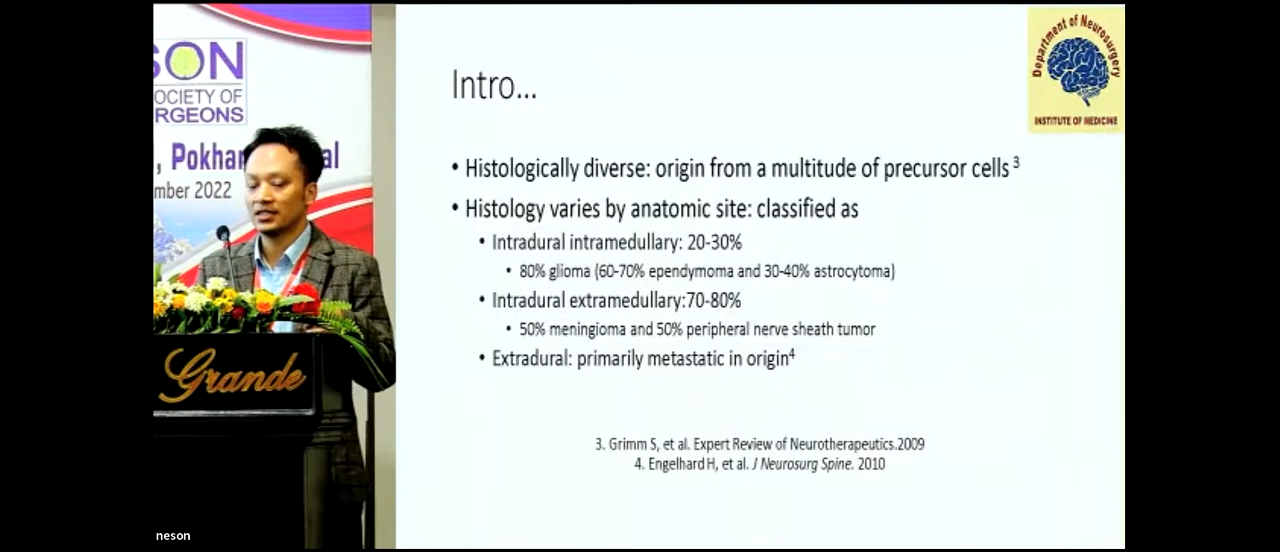 SON
OCIETY OF
RGEONS
, Pokha al
mber 2022
Grande
neson
Intro...
• Histologically diverse: origin from a multitude of precursor cells 3
• Histology varies by anatomic site: classified as
• Intradural intramedullary: 20-30%
• 80% glioma (60-70% ependymoma and 30-40% astrocytoma)
• Intradural extramedullary:70-80%
• 50% meningioma and 50% peripheral nerve sheath tumor
• Extradural: primarily metastatic in origin4
3. Grimm S, et al. Expert Review of Neurotherapeutics.2009
4. Engelhard H, et al. J Neurosurg Spine. 2010
Department of Neurosurgery
INSTITUTE OF MEDICINE